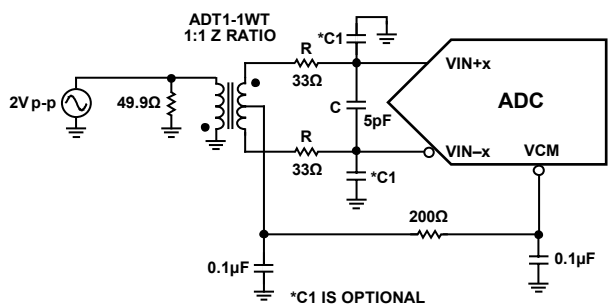 ADT1-1WT
1:1 Z RATIO
*C1
R
33Ω
VIN+x
2V p-p
49.9Ω
C
5pF
ADC
R
33Ω
VIN–x
VCM
*C1
200Ω
0.1µF
0.1µF
*C1 IS OPTIONAL